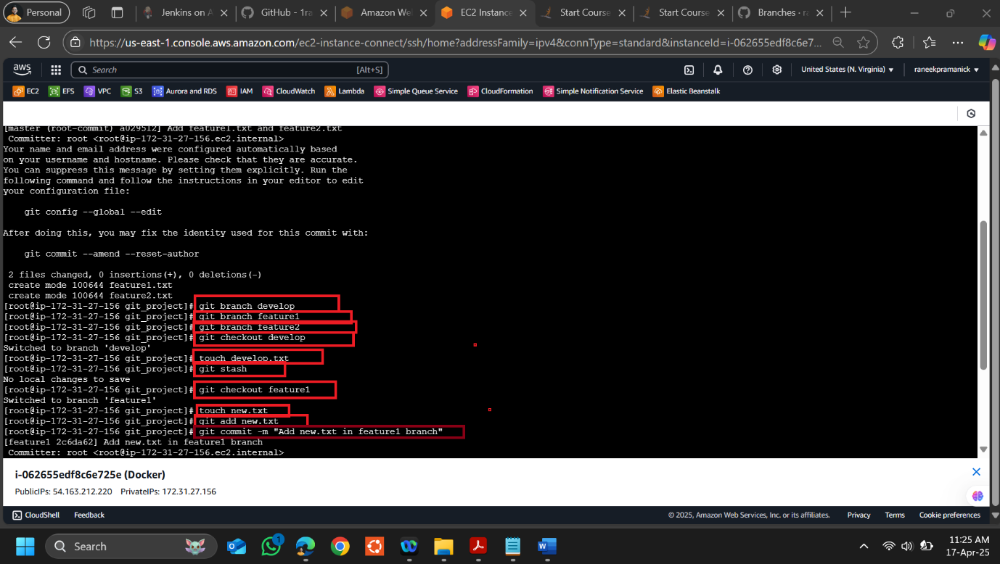 Personal
Jenkins on A
GitHub - 1ra
Amazon We
EC2 Instance
Start Course
Start Course
Branches · ra
https://us-east-1.console.aws.amazon.com/ec2-instance-connect/ssh/home?addressFamily=ipv4&connType=standard&instanceId=i-062655edf8c6e7...
aws
Search [Alt+S]
United States (N. Virginia)
raneekpramanick
EC2 EFS VPC S3 Aurora and RDS IAM CloudWatch Lambda Simple Queue Service CloudFormation Simple Notification Service Elastic Beanstalk
[master (root-commit) a029512] Add feature1.txt and feature2.txt
Committer: root <root@ip-172-31-27-156.ec2.internal>
Your name and email address were configured automatically based
on your username and hostname. Please check that they are accurate.
You can suppress this message by setting them explicitly. Run the
following command and follow the instructions in your editor to edit
your configuration file:
git config --global --edit
After doing this, you may fix the identity used for this commit with:
git commit --amend --reset-author
2 files changed, 0 insertions(+), 0 deletions(-)
create mode 100644 feature1.txt
create mode 100644 feature2.txt
[root@ip-172-31-27-156 git_project]# git branch develop
[root@ip-172-31-27-156 git_project]# git branch feature1
[root@ip-172-31-27-156 git_project]# git branch feature2
[root@ip-172-31-27-156 git_project]# git checkout develop
Switched to branch 'develop'
[root@ip-172-31-27-156 git_project]# touch develop.txt
[root@ip-172-31-27-156 git_project]# git stash
No local changes to save
[root@ip-172-31-27-156 git_project]# git checkout feature1
Switched to branch 'feature1'
[root@ip-172-31-27-156 git_project]# touch new.txt
[root@ip-172-31-27-156 git_project]# git add new.txt
[root@ip-172-31-27-156 git_project]# git commit -m "Add new.txt in feature1 branch"
[feature1 2c6da62] Add new.txt in feature1 branch
Committer: root <root@ip-172-31-27-156.ec2.internal>
i-062655edf8c6e725e (Docker)
PublicIPs: 54.163.212.220 PrivateIPs: 172.31.27.156
CloudShell Feedback © 2025, Amazon Web Services, Inc. or its affiliates. Privacy Terms Cookie preferences
Search
1
11:25 AM
17-Apr-25